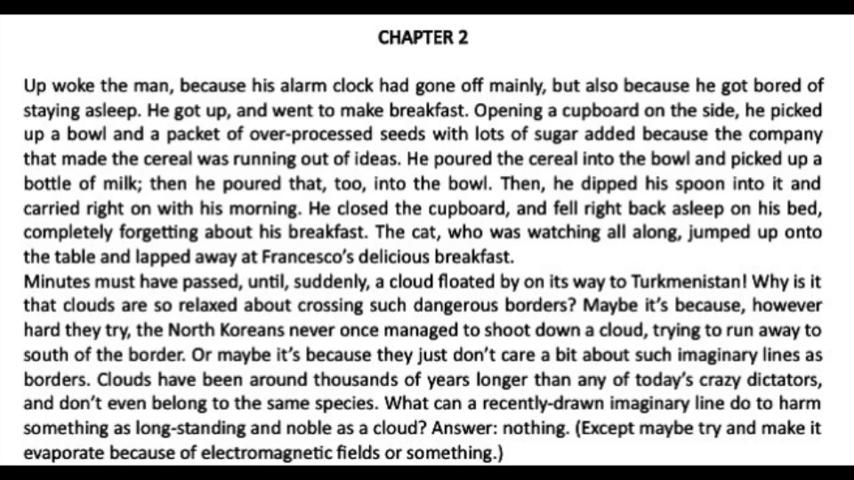 CHAPTER 2
Up woke the man, because his alarm clock had gone off mainly, but also because he got bored of
staying asleep. He got up, and went to make breakfast. Opening a cupboard on the side, he picked
up a bowl and a packet of over-processed seeds with lots of sugar added because the company
that made the cereal was running out of ideas. He poured the cereal into the bowl and picked up a
bottle of milk; then he poured that, too, into the bowl. Then, he dipped his spoon into it and
carried right on with his morning. He closed the cupboard, and fell right back asleep on his bed,
completely forgetting about his breakfast. The cat, who was watching all along, jumped up onto
the table and lapped away at Francesco's delicious breakfast.
Minutes must have passed, until, suddenly, a cloud floated by on its way to Turkmenistan! Why is it
that clouds are so relaxed about crossing such dangerous borders? Maybe it's because, however
hard they try, the North Koreans never once managed to shoot down a cloud, trying to run away to
south of the border. Or maybe it's because they just don't care a bit about such imaginary lines as
borders. Clouds have been around thousands of years longer than any of today's crazy dictators,
and don't even belong to the same species. What can a recently-drawn imaginary line do to harm
something as long-standing and noble as a cloud? Answer: nothing. (Except maybe try and make it
evaporate because of electromagnetic fields or something.)